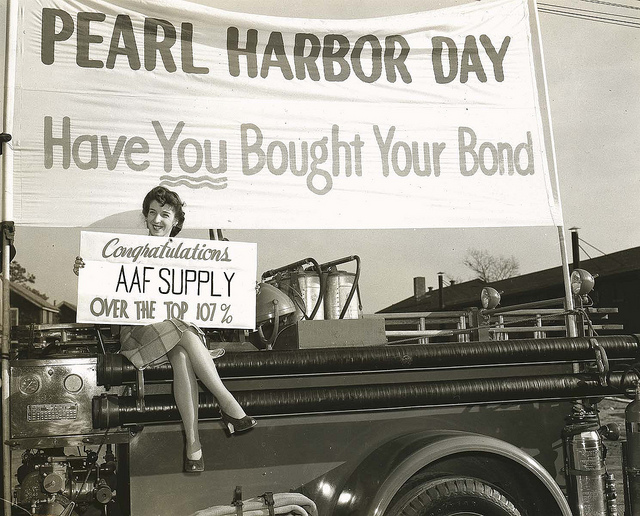 PEARL HARBOR DAY
Have You Bought Your Bond
Congratulations
AAF SUPPLY
OVER THE TOP 107%